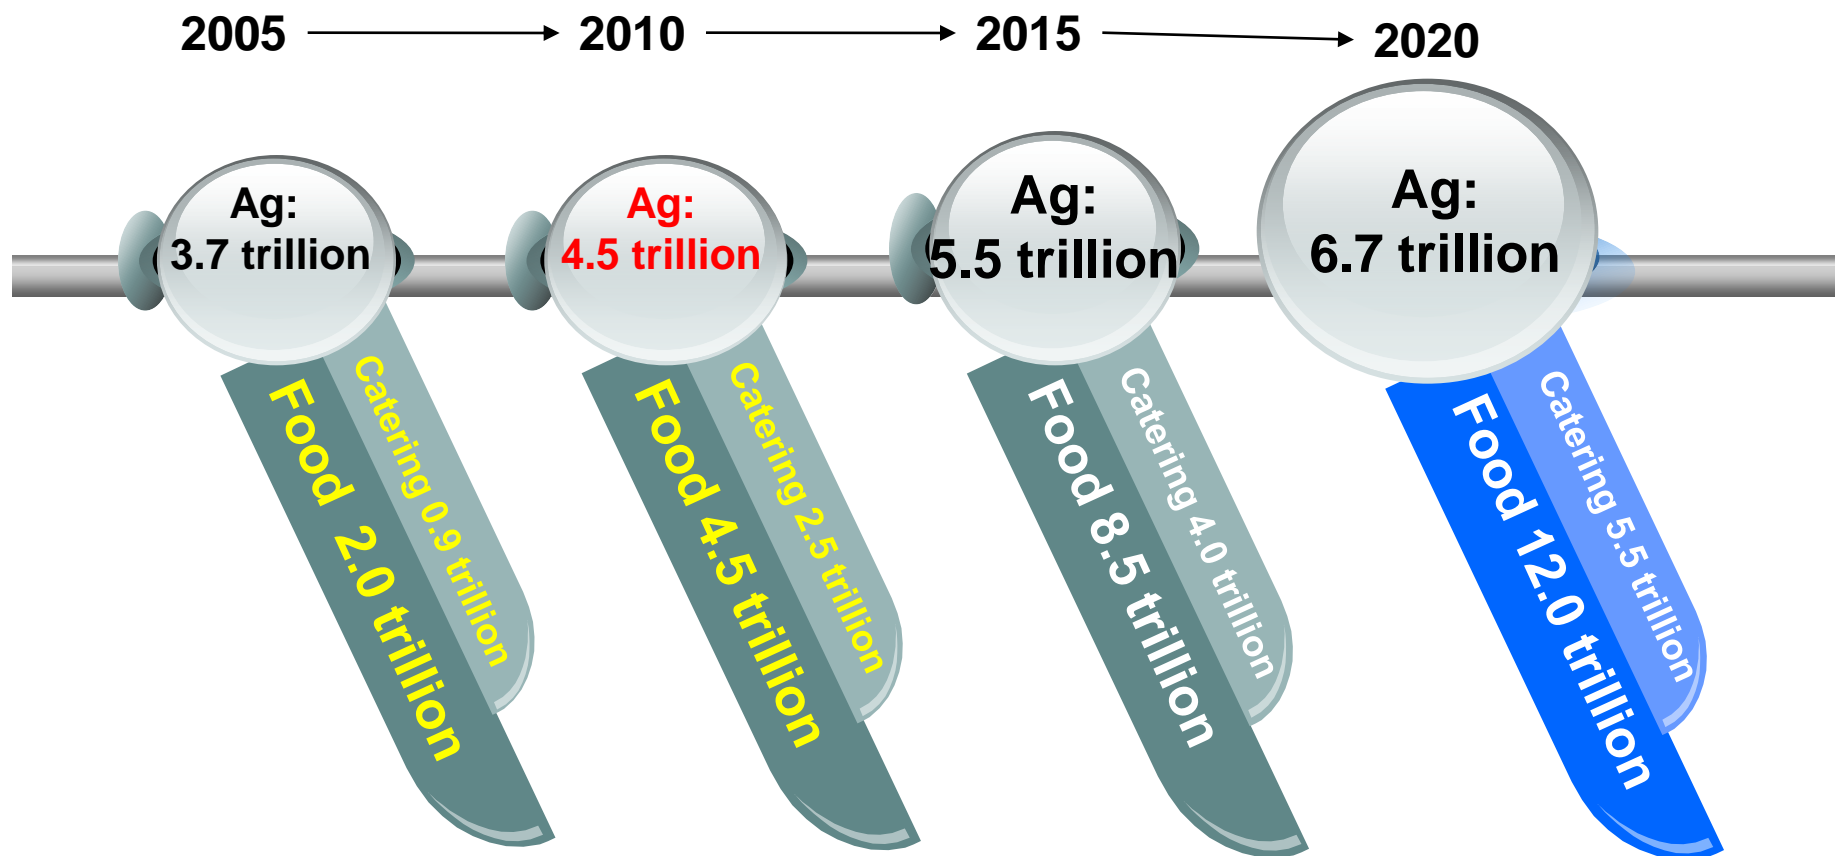 2005
2010
2015
2020
Ag:
3.7 trillion
Ag:
4.5 trillion
Ag:
5.5 trillion
Ag:
6.7 trillion
Food 2.0 trillion
Catering 0.9 trillion
Food 4.5 trillion
Catering 2.5 trillion
Food 8.5 trillion
Catering 4.0 trillion
Food 12.0 trillion
Catering 5.5 trillion